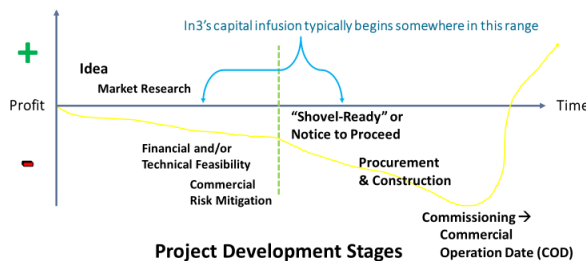 In3's capital infusion typically begins somewhere in this range
+
Idea
Market Research
Profit
Time
"Shovel-Ready" or
Notice to Proceed
Financial and/or
Technical Feasibility
Procurement
& Construction
-
Commercial
Risk Mitigation
Commissioning →
Commercial
Operation Date (COD)
Project Development Stages